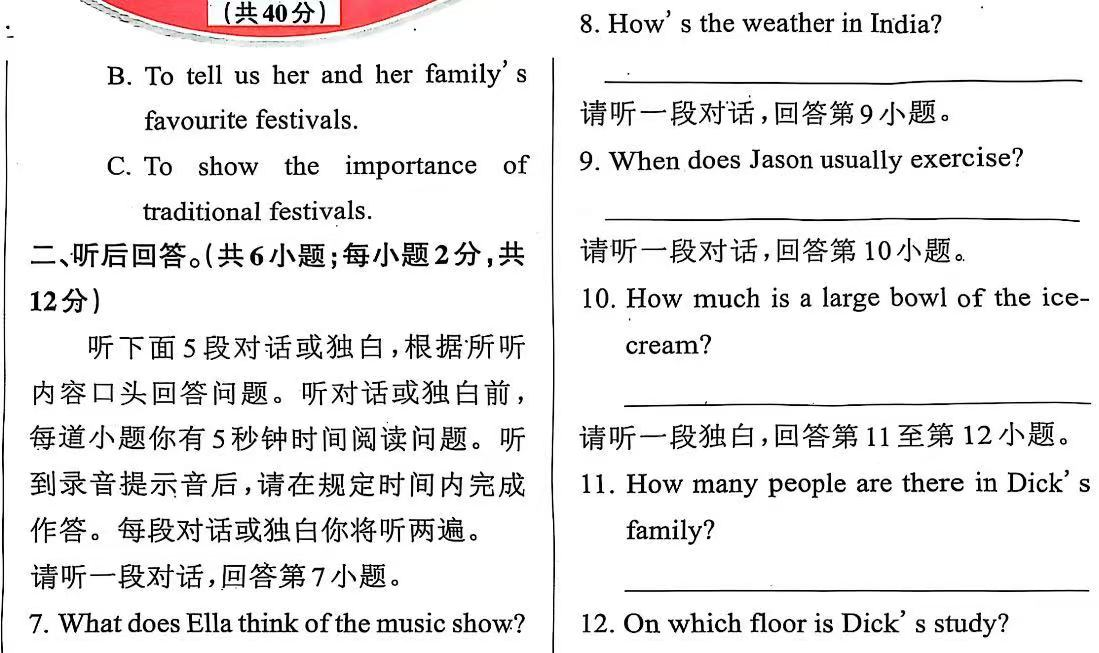 (共40分)
B. To tell us her and her family's
favourite festivals.
C. To show the importance of
traditional festivals.
二、听后回答。(共6小题;每小题2分,共
12分)
听下面5段对话或独白,根据所听
内容口头回答问题。听对话或独白前,
每道小题你有5秒钟时间阅读问题。听
到录音提示音后,请在规定时间内完成
作答。每段对话或独白你将听两遍。
请听一段对话,回答第7小题。
7. What does Ella think of the music show?
8. How's the weather in India?
请听一段对话,回答第9小题。
9. When does Jason usually exercise?
请听一段对话,回答第10小题。
10. How much is a large bowl of the ice-
cream?
请听一段独白,回答第11至第12小题。
11. How many people are there in Dick's
family?
12. On which floor is Dick's study?